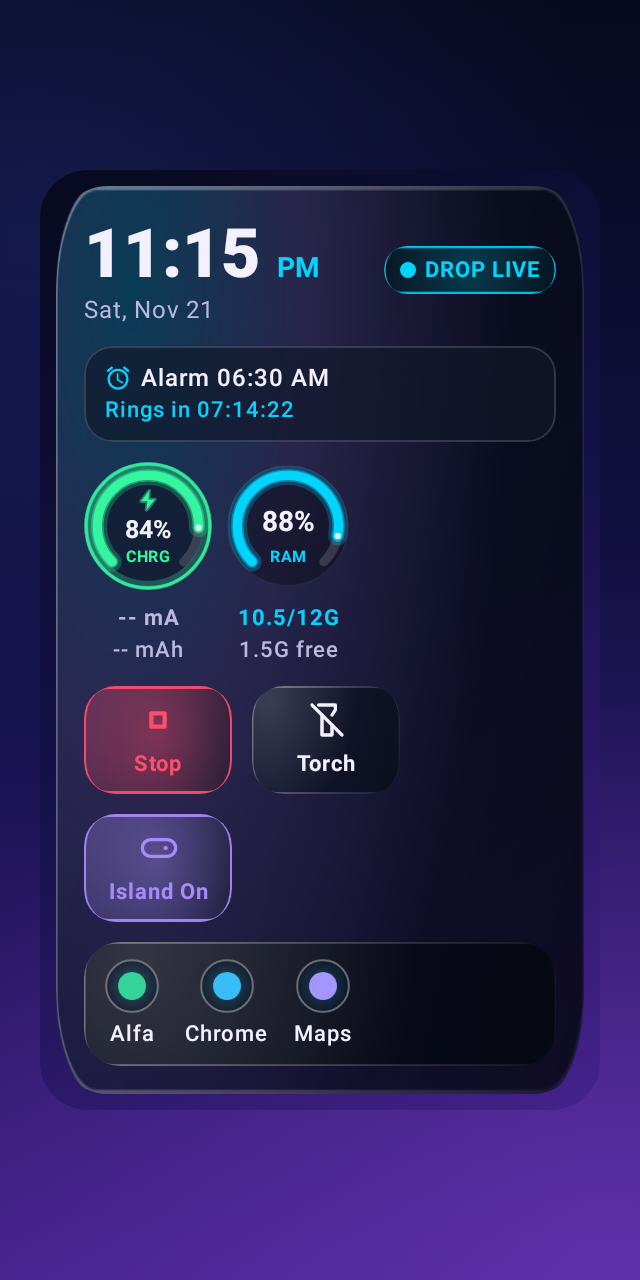 11:15 PM
DROP LIVE
Sat, Nov 21
Alarm 06:30 AM
Rings in 07:14:22
84%
CHRG
88%
RAM
-- mA
10.5/12G
-- mAh
1.5G free
Stop
Torch
Island On
Alfa
Chrome
Maps